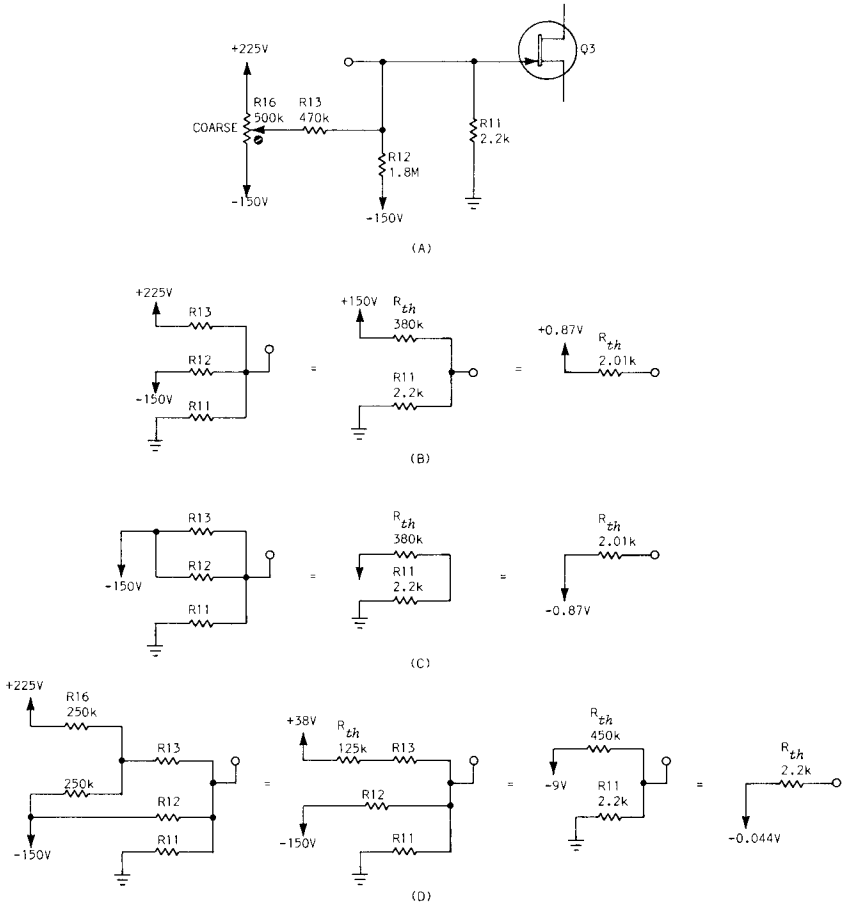 +225V
R16
500k
R13
470k
COARSE
-150V
R12
1.8M
-150V
R11
2.2k
Q3
(A)
+225V
R13
R12
-150V
R11
=
+150V
Rth
380k
R11
2.2k
=
+0.87V
Rth
2.01k
(B)
R13
R12
-150V
R11
=
Rth
380k
R11
2.2k
=
Rth
2.01k
-0.87V
(C)
+225V
R16
250k
R13
250k
R12
-150V
R11
=
+38V
Rth
125k
R13
R12
-150V
R11
=
Rth
450k
-9V
R11
2.2k
=
Rth
2.2k
-0.044V
(D)